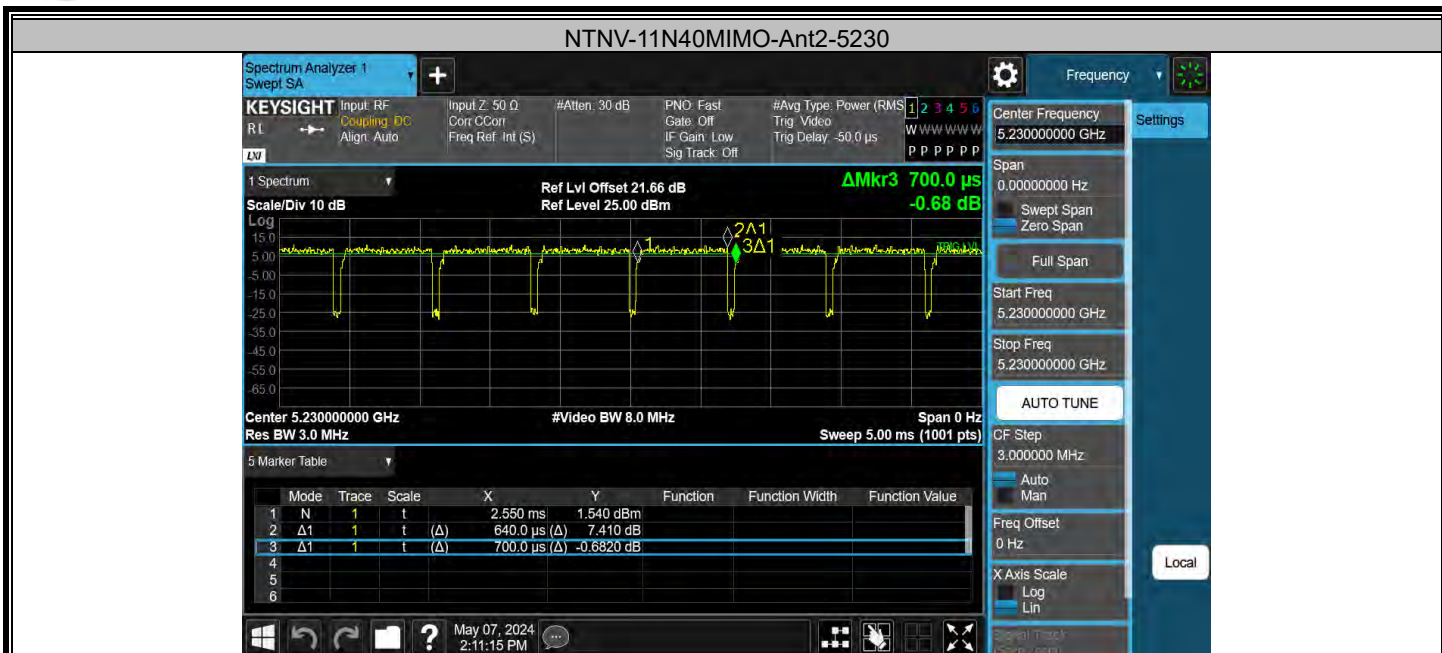 NTNV-11N40MIMO-Ant2-5230
Spectrum Analyzer 1
Swept SA
+
Frequency
KEYSIGHT
RL
LXI
Input: RF
Coupling: DC
Align: Auto
Input Z: 50 Ω
Corr CCorr
Freq Ref: Int (S)
#Atten: 30 dB
PNO: Fast
Gate: Off
IF Gain: Low
Sig Track: Off
#Avg Type: Power (RMS
Trig: Video
Trig Delay: -50.0 µs
1 2 3 4 5 6
W W W W W W
P P P P P P
1 Spectrum
Scale/Div 10 dB
Ref Lvl Offset 21.66 dB
Ref Level 25.00 dBm
ΔMkr3 700.0 µs
-0.68 dB
Log
15.0
5.00
-5.00
-15.0
-25.0
-35.0
-45.0
-55.0
-65.0
1
2Δ1
3Δ1
TRIG LVL
Center 5.230000000 GHz
#Video BW 8.0 MHz
Span 0 Hz
Res BW 3.0 MHz
Sweep 5.00 ms (1001 pts)
5 Marker Table
Mode Trace Scale X Y Function Function Width Function Value
1 N 1 t 2.550 ms 1.540 dBm
2 Δ1 1 t (Δ) 640.0 µs (Δ) 7.410 dB
3 Δ1 1 t (Δ) 700.0 µs (Δ) -0.6820 dB
4
5
6
?
May 07, 2024
2:11:15 PM
Center Frequency
5.230000000 GHz
Settings
Span
0.00000000 Hz
Swept Span
Zero Span
Full Span
Start Freq
5.230000000 GHz
Stop Freq
5.230000000 GHz
AUTO TUNE
CF Step
3.000000 MHz
Auto
Man
Freq Offset
0 Hz
X Axis Scale
Log
Lin
Signal Track
(Span Zoom)
Local